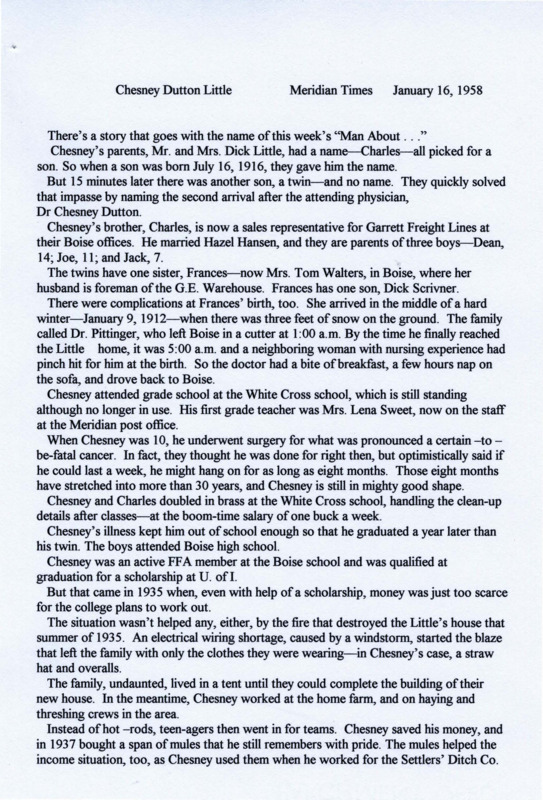 Chesney Dutton Little Meridian Times January 16, 1958
There's a story that goes with the name of this week's "Man About . . ."
Chesney's parents, Mr. and Mrs. Dick Little, had a name—Charles—all picked for a
son. So when a son was born July 16, 1916, they gave him the name.
But 15 minutes later there was another son, a twin—and no name. They quickly solved
that impasse by naming the second arrival after the attending physician,
Dr Chesney Dutton.
Chesney's brother, Charles, is now a sales representative for Garrett Freight Lines at
their Boise offices. He married Hazel Hansen, and they are parents of three boys—Dean,
14; Joe, 11; and Jack, 7.
The twins have one sister, Frances—now Mrs. Tom Walters, in Boise, where her
husband is foreman of the G.E. Warehouse. Frances has one son, Dick Scrivner.
There were complications at Frances' birth, too. She arrived in the middle of a hard
winter—January 9, 1912—when there was three feet of snow on the ground. The family
called Dr. Pittinger, who left Boise in a cutter at 1:00 a.m. By the time he finally reached
the Little home, it was 5:00 a.m. and a neighboring woman with nursing experience had
pinch hit for him at the birth. So the doctor had a bite of breakfast, a few hours nap on
the sofa, and drove back to Boise.
Chesney attended grade school at the White Cross school, which is still standing
although no longer in use. His first grade teacher was Mrs. Lena Sweet, now on the staff
at the Meridian post office.
When Chesney was 10, he underwent surgery for what was pronounced a certain –to –
be-fatal cancer. In fact, they thought he was done for right then, but optimistically said if
he could last a week, he might hang on for as long as eight months. Those eight months
have stretched into more than 30 years, and Chesney is still in mighty good shape.
Chesney and Charles doubled in brass at the White Cross school, handling the clean-up
details after classes—at the boom-time salary of one buck a week.
Chesney's illness kept him out of school enough so that he graduated a year later than
his twin. The boys attended Boise high school.
Chesney was an active FFA member at the Boise school and was qualified at
graduation for a scholarship at U. of I.
But that came in 1935 when, even with help of a scholarship, money was just too scarce
for the college plans to work out.
The situation wasn't helped any, either, by the fire that destroyed the Little's house that
summer of 1935. An electrical wiring shortage, caused by a windstorm, started the blaze
that left the family with only the clothes they were wearing—in Chesney's case, a straw
hat and overalls.
The family, undaunted, lived in a tent until they could complete the building of their
new house. In the meantime, Chesney worked at the home farm, and on haying and
threshing crews in the area.
Instead of hot –rods, teen-agers then went in for teams. Chesney saved his money, and
in 1937 bought a span of mules that he still remembers with pride. The mules helped the
income situation, too, as Chesney used them when he worked for the Settlers' Ditch Co.